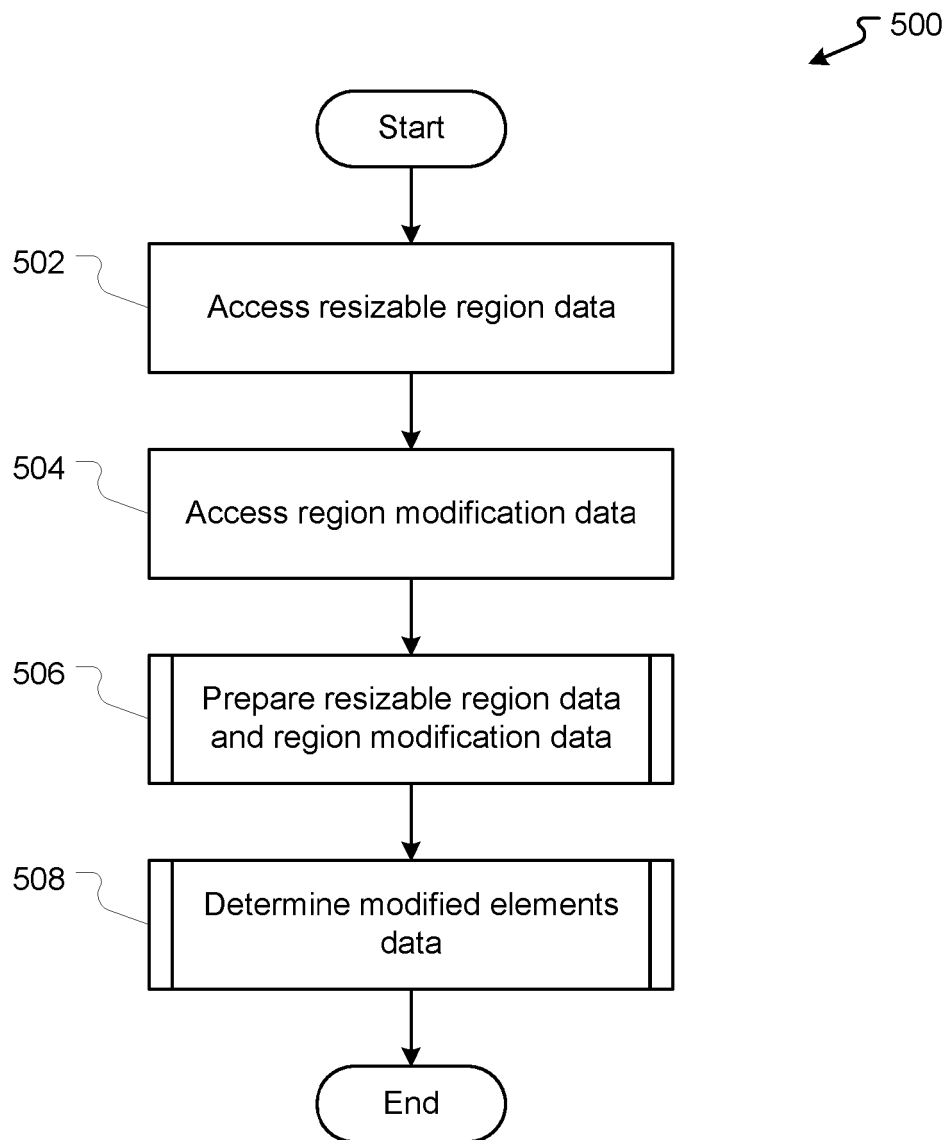 500
Start
502
Access resizable region data
504
Access region modification data
506
Prepare resizable region data
and region modification data
508
Determine modified elements
data
End